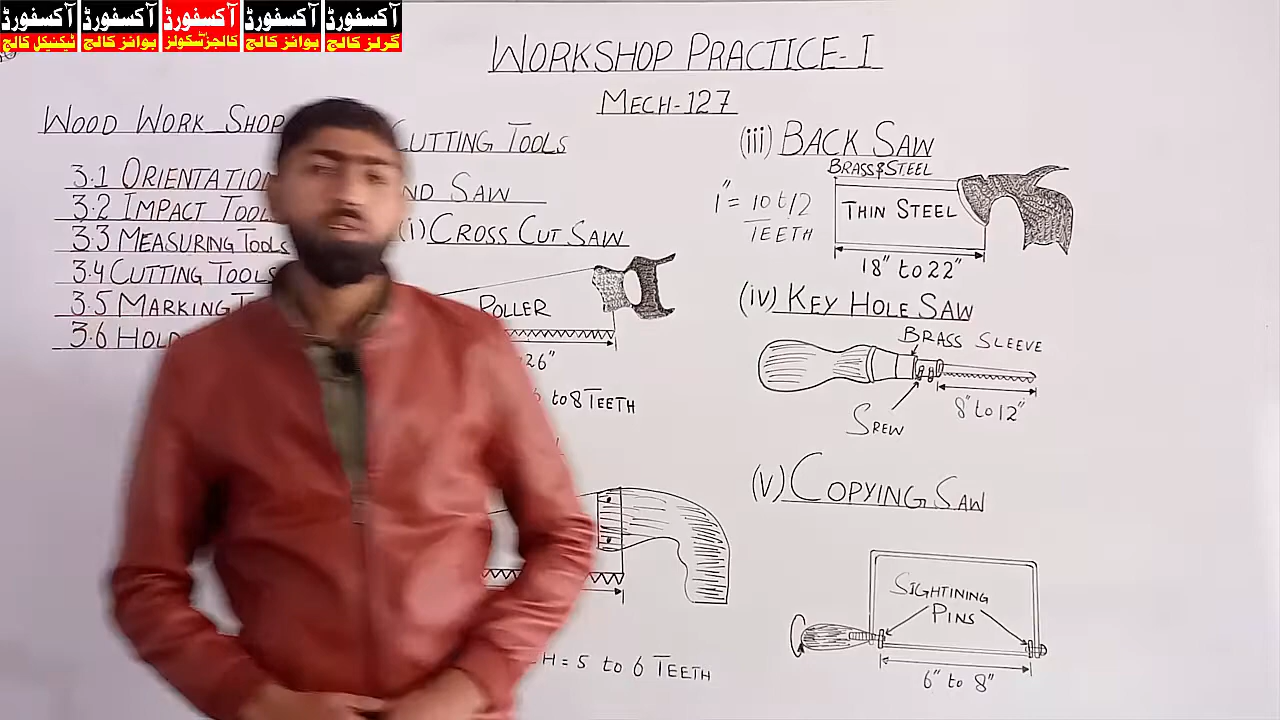 آکسفورڈ
ٹیکنیکل کالج
آکسفورڈ
بوائز کالج
آکسفورڈ
کالجز سکولز
آکسفورڈ
بوائز کالج
آکسفورڈ
گرلز کالج
WORKSHOP PRACTICE-I
MECH-127
WOOD WORK SHOP
3.1 ORIENTATION
3.2 IMPACT TOO
3.3 MEASURING TOOLS
3.4 CUTTING TOOLS
3.5 MARKING T
3.6 HOLD
CUTTING TOOLS
ND SAW
(i) CROSS CUT SAW
POLLER
26"
to 8 TEETH
H = 5 to 6 TEETH
(iii) BACK SAW
BRASS & STEEL
1" = 10 to 12
TEETH
THIN STEEL
18" to 22"
(iv) KEY HOLE SAW
BRASS SLEEVE
8" to 12"
SREW
(V) COPYING SAW
SIGHTINING
PINS
6" to 8"